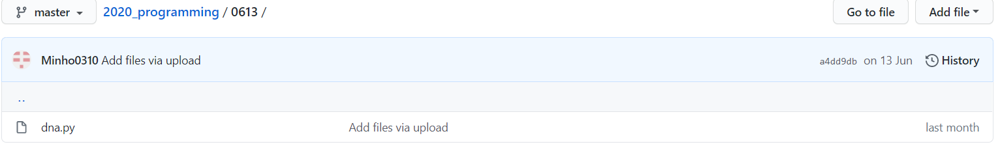 master 2020_programming / 0613 / Go to file Add file
Minho0310 Add files via upload a4dd9db on 13 Jun History
..
dna.py Add files via upload last month